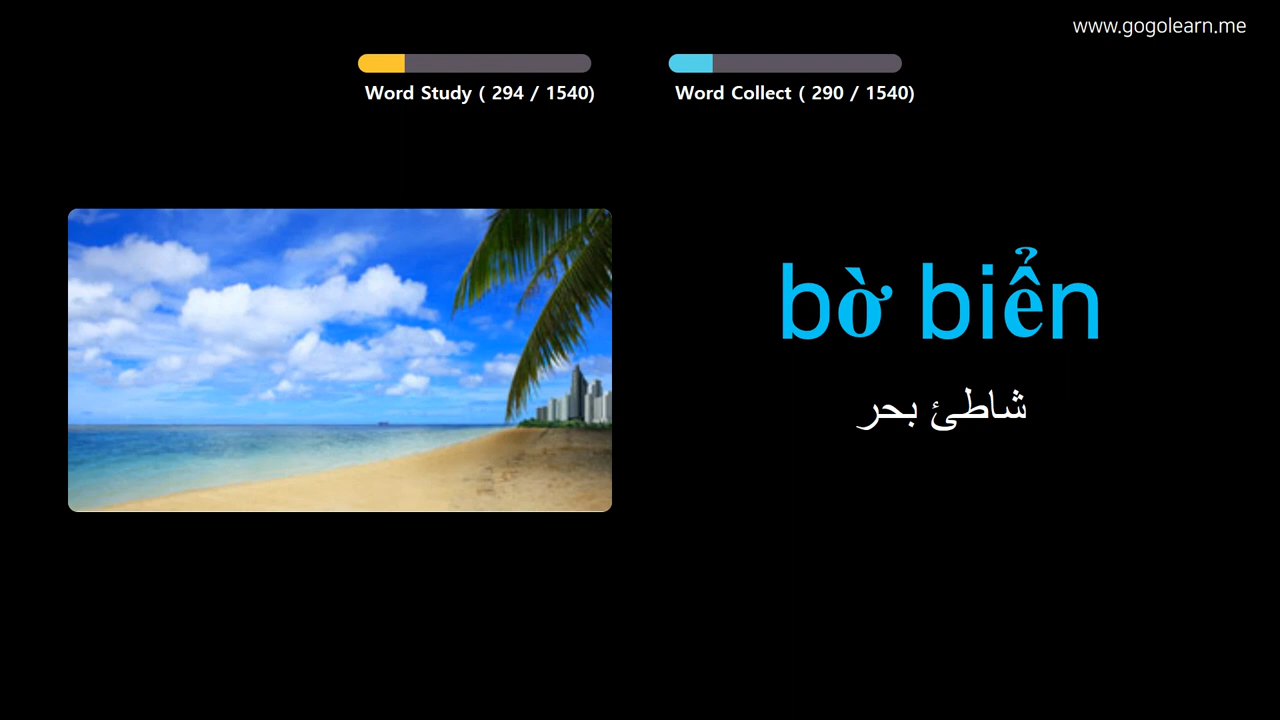 www.gogolearn.me
Word Study ( 294 / 1540)
Word Collect ( 290 / 1540)
bờ biển
شاطئ بحر